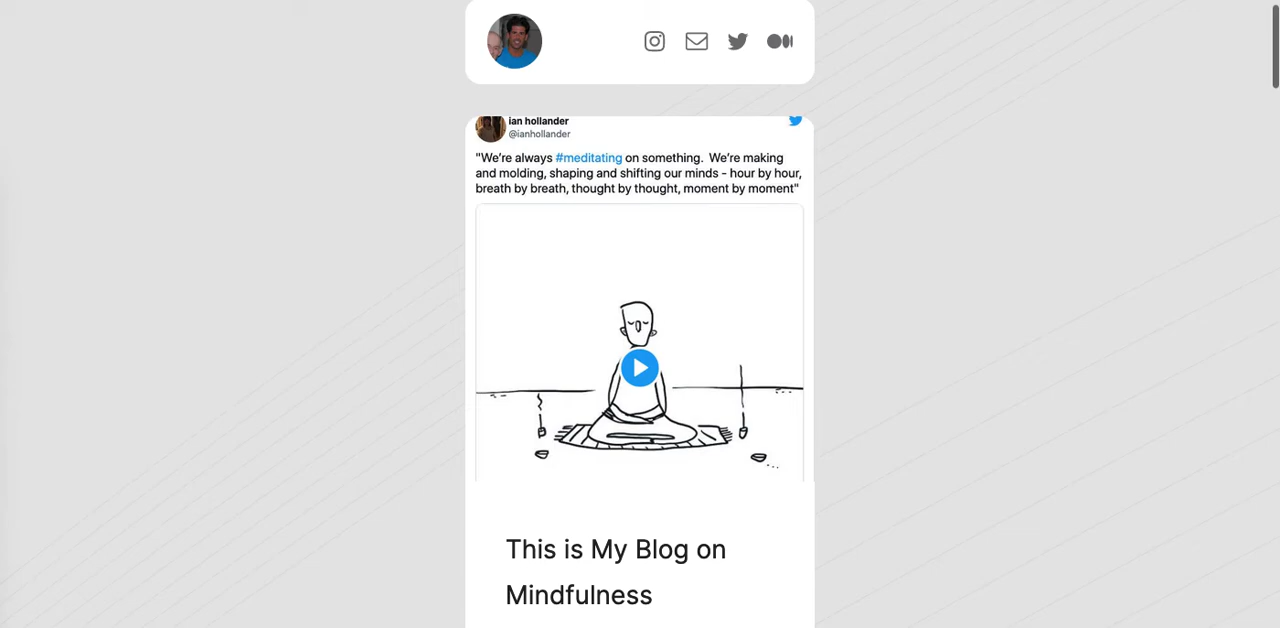 ian hollander
@ianhollander
"We're always #meditating on something. We're making
and molding, shaping and shifting our minds - hour by hour,
breath by breath, thought by thought, moment by moment"
This is My Blog on
Mindfulness